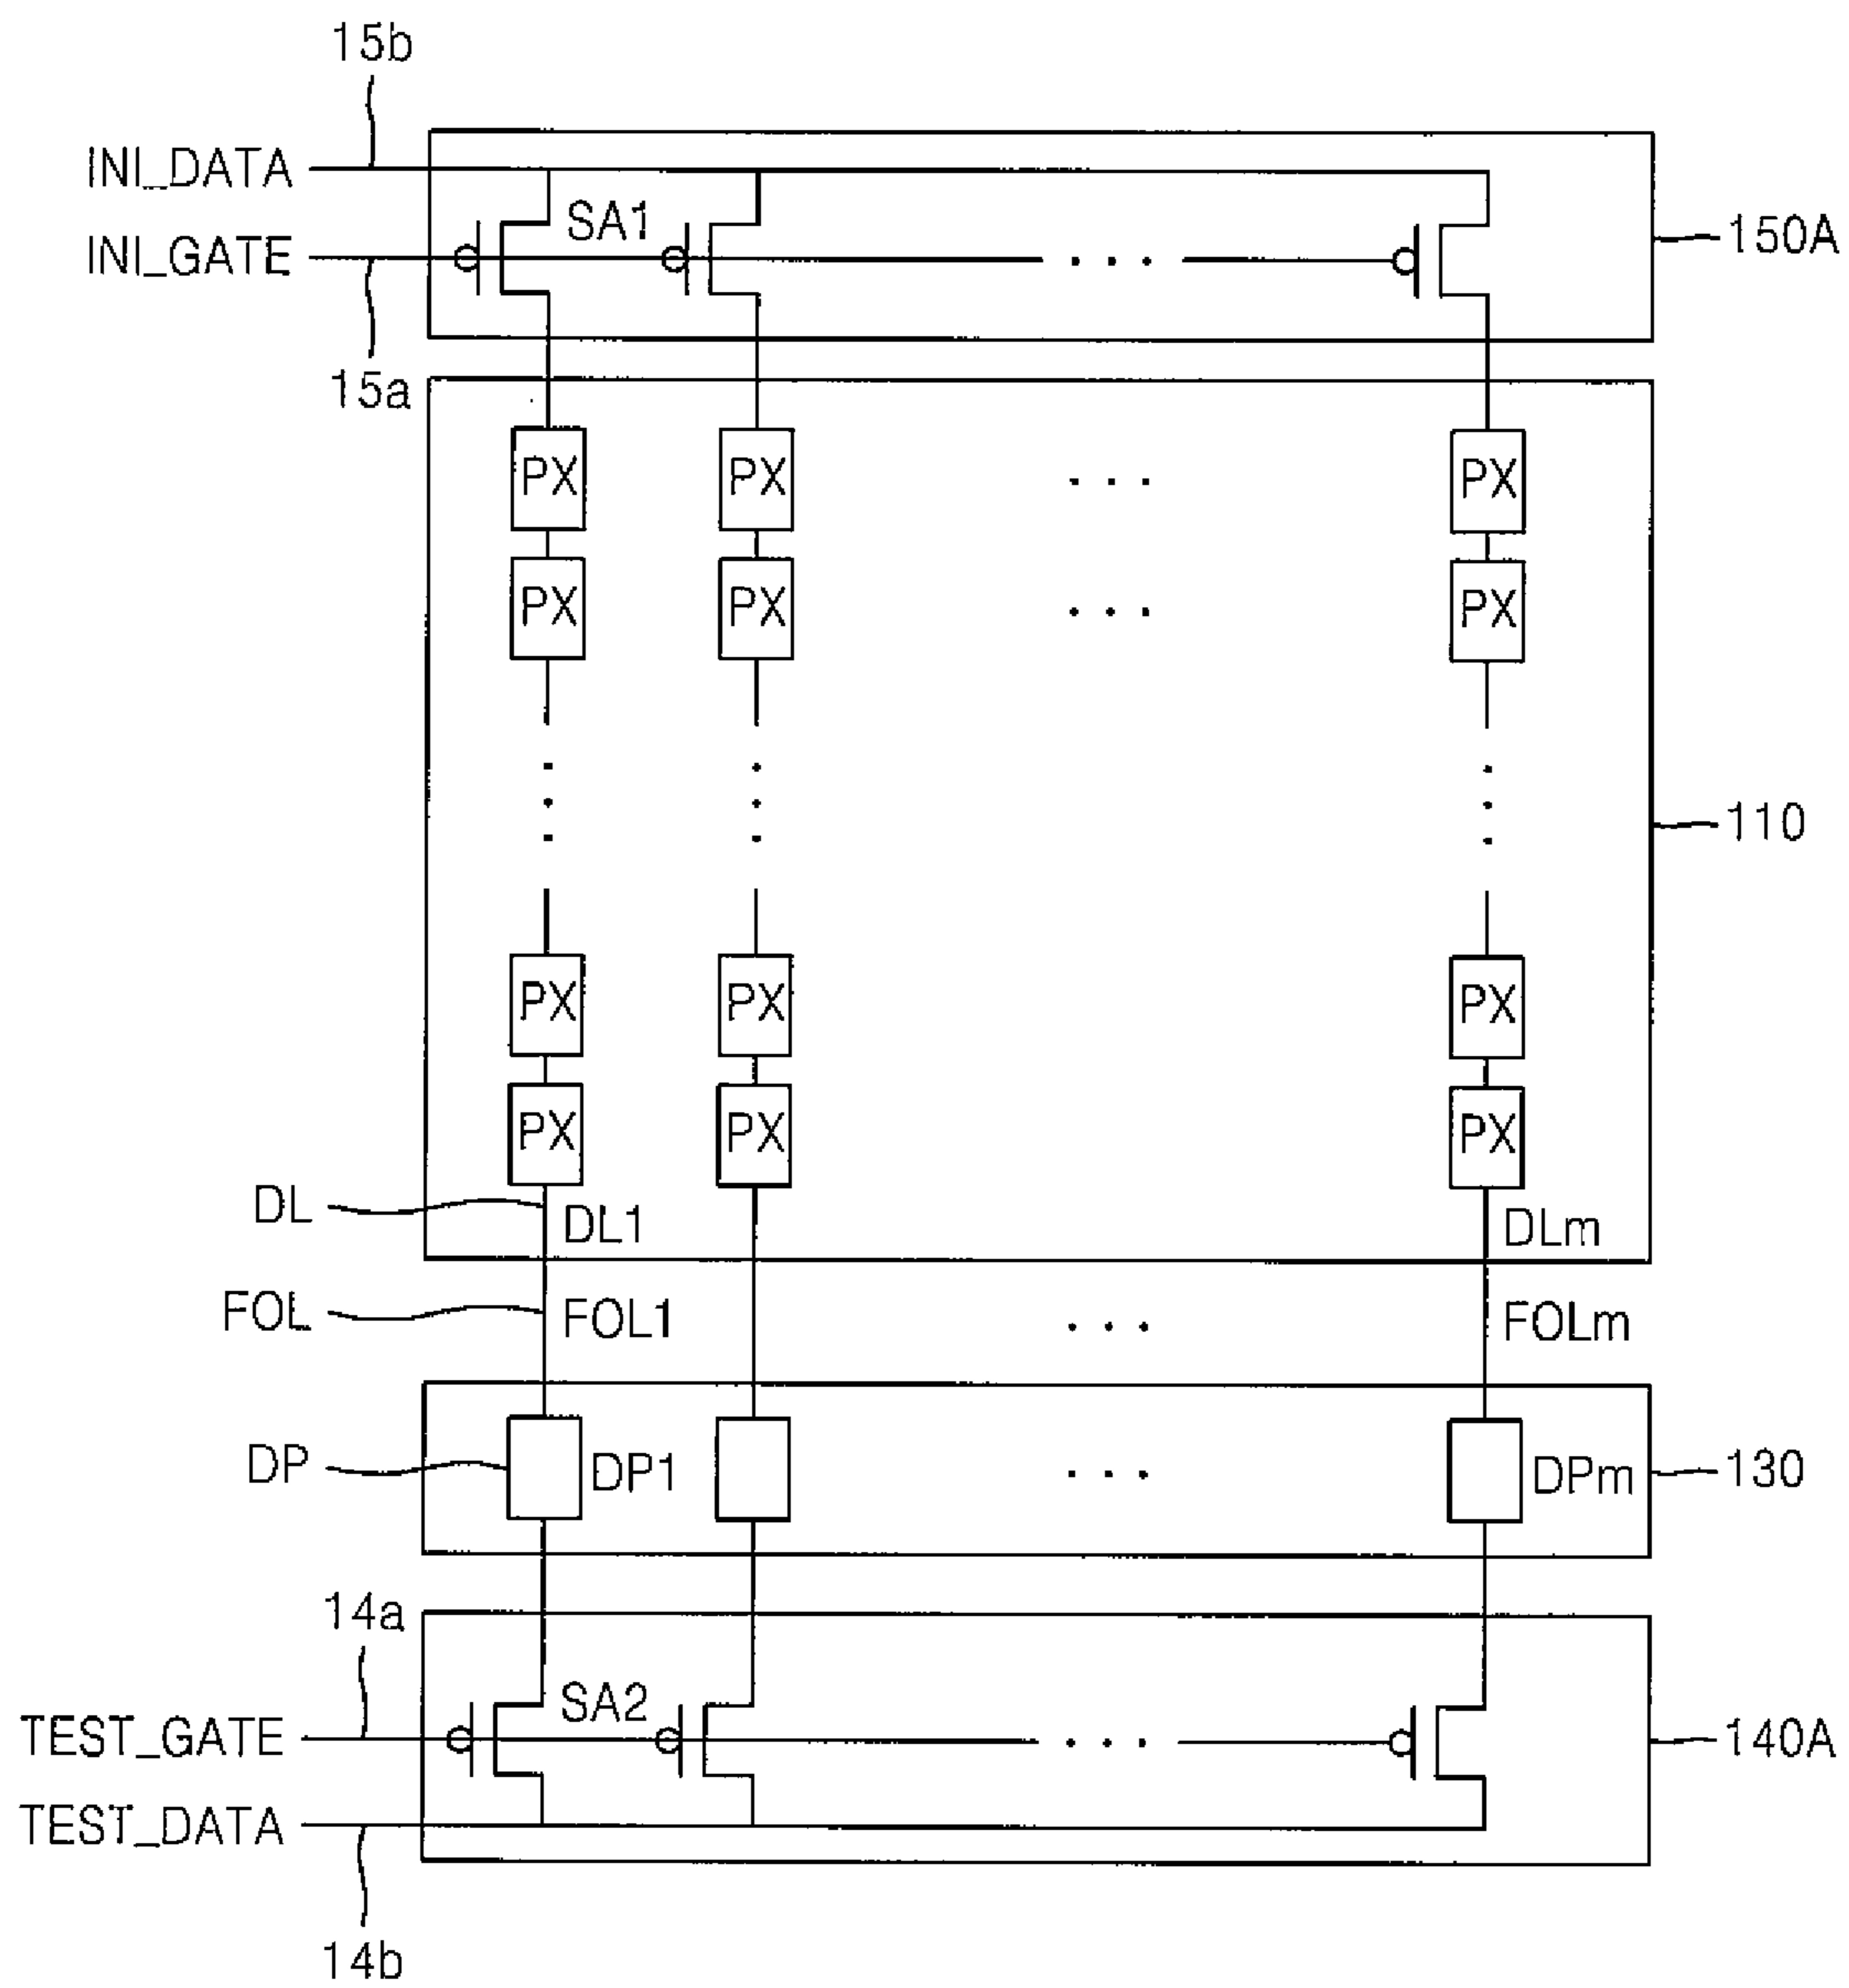 15b
INI_DATA
SA1
INI_GATE
150A
15a
PX PX ... PX
PX PX ... PX
110
PX PX PX
PX PX PX
DL DL1 DLm
FOL FOL1 ... FOLm
DP DP1 ... DPm 130
14a
SA2
TEST_GATE ... 140A
TEST_DATA
14b